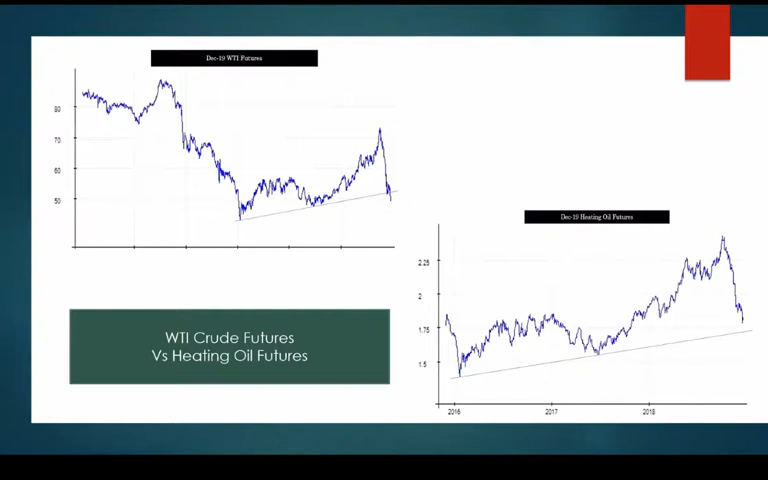 Dec-19 WTI Futures
80
70
60
50
Dec-19 Heating Oil Futures
2.25
2
1.75
1.5
2016 2017 2018
WTI Crude Futures
Vs Heating Oil Futures